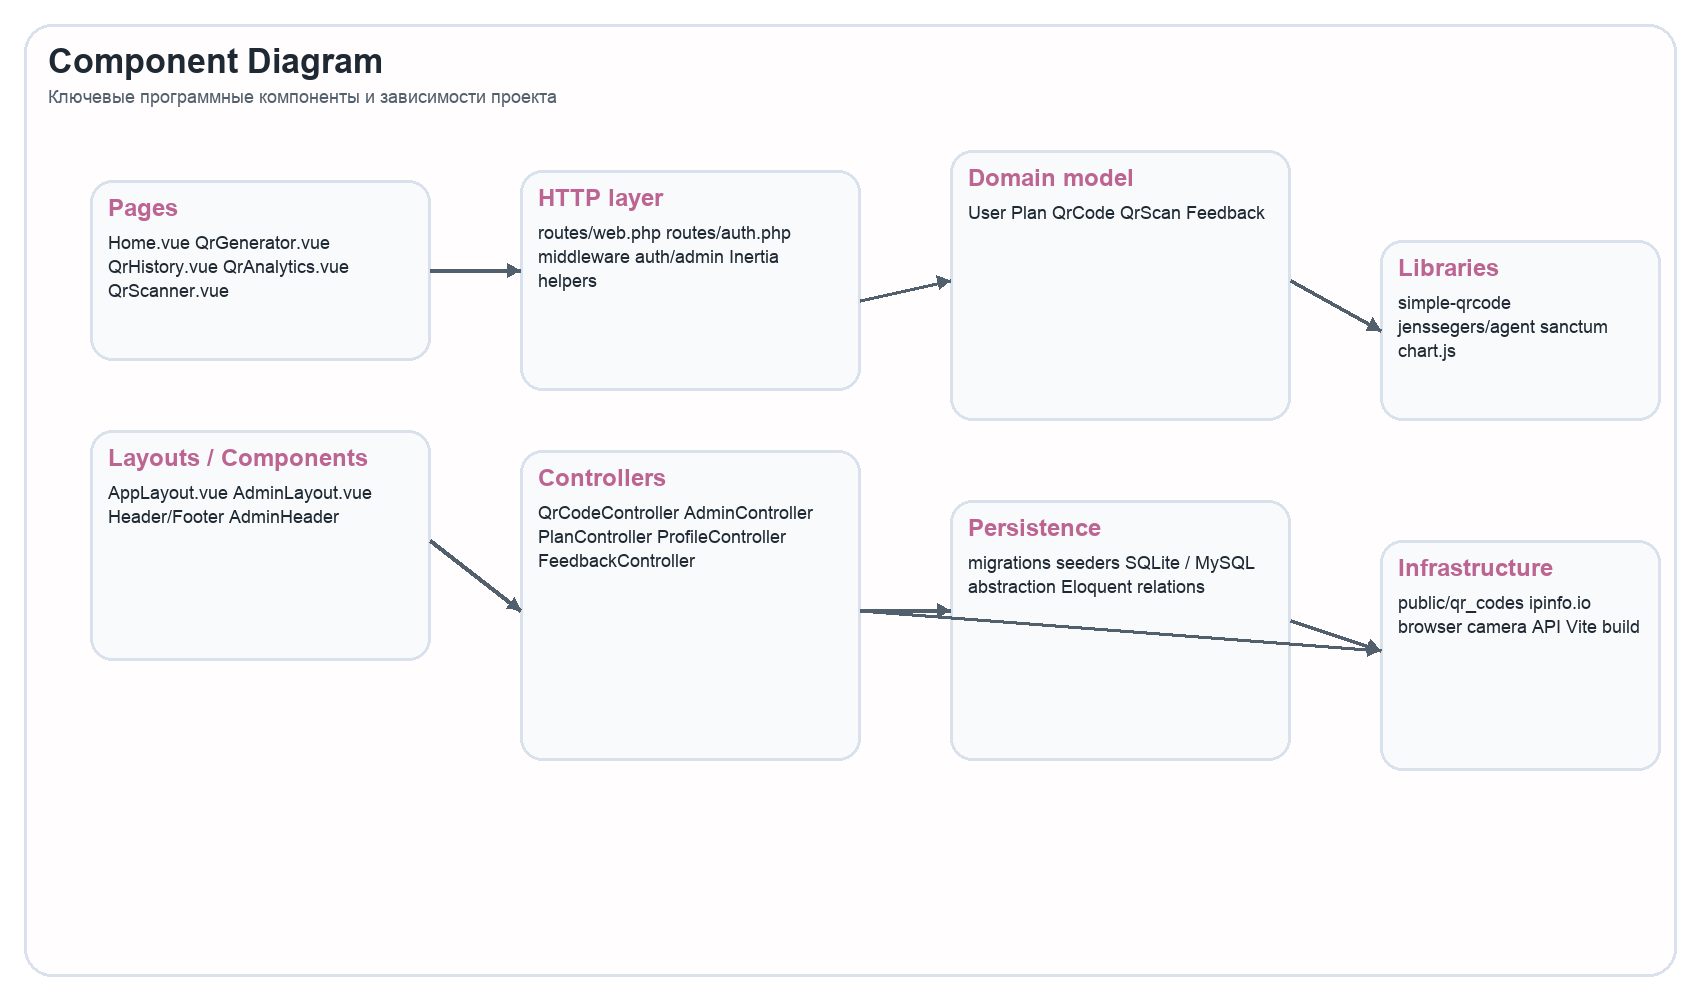 Component Diagram
Ключевые программные компоненты и зависимости проекта
Pages
Home.vue QrGenerator.vue
QrHistory.vue QrAnalytics.vue
QrScanner.vue
HTTP layer
routes/web.php routes/auth.php
middleware auth/admin Inertia
helpers
Domain model
User Plan QrCode QrScan Feedback
Libraries
simple-qrcode
jenssegers/agent sanctum
chart.js
Layouts / Components
AppLayout.vue AdminLayout.vue
Header/Footer AdminHeader
Controllers
QrCodeController AdminController
PlanController ProfileController
FeedbackController
Persistence
migrations seeders SQLite / MySQL
abstraction Eloquent relations
Infrastructure
public/qr_codes ipinfo.io
browser camera API Vite build